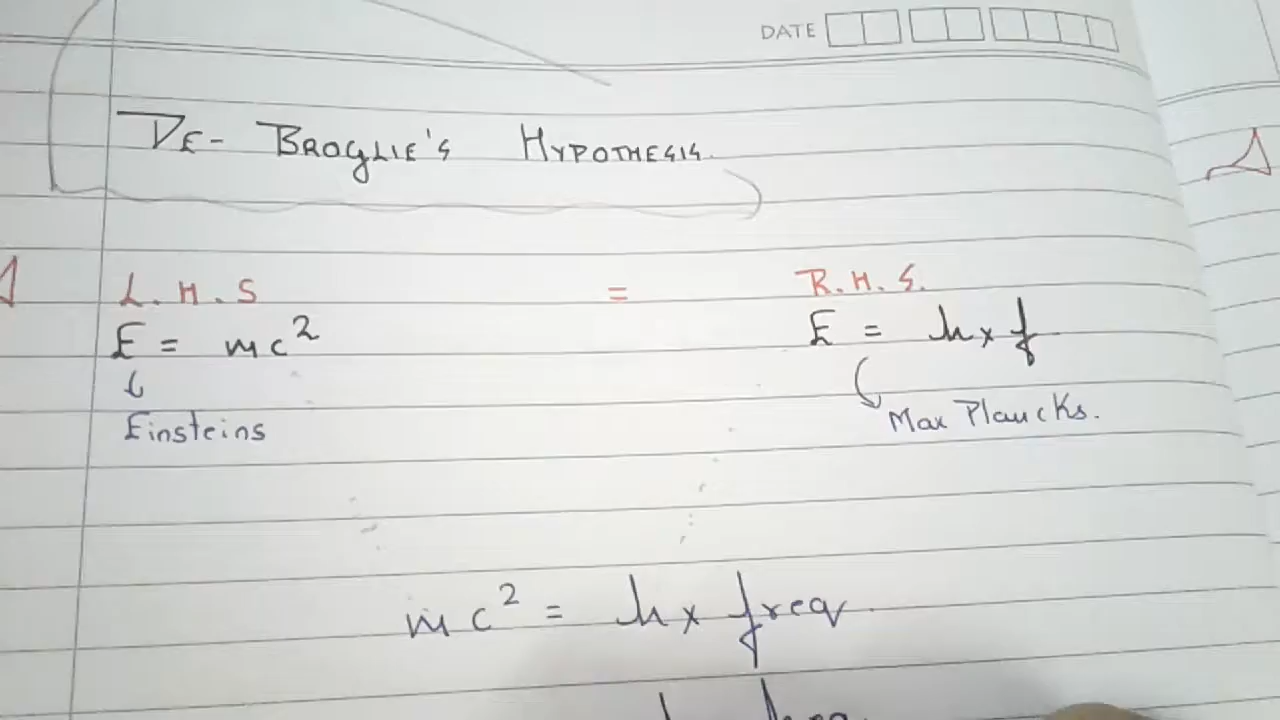 DATE
DE- BROGLIE'S HYPOTHESIS.
L.H.S = R.H.S.
E = mc² E = h x f
Einsteins Max Plancks.
mc² = h x freq.